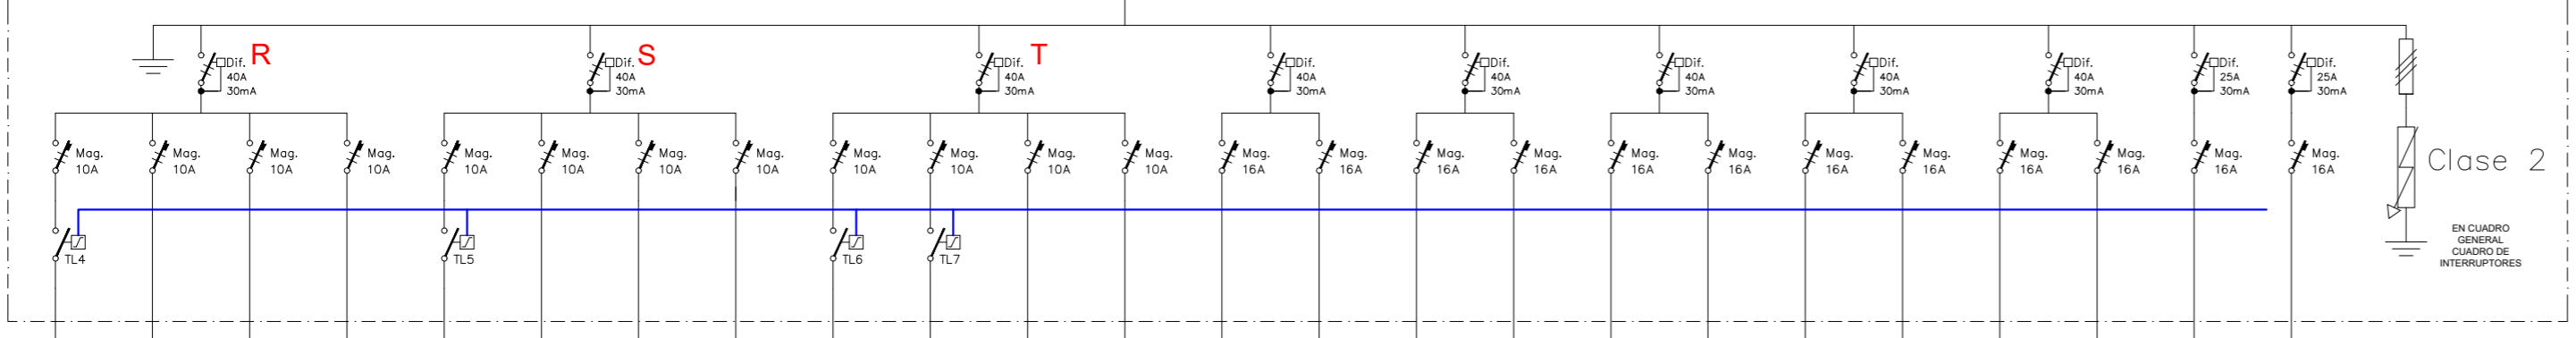 R
S
T
Dif.
40A
30mA
Dif.
40A
30mA
Dif.
40A
30mA
Dif.
40A
30mA
Dif.
40A
30mA
Dif.
40A
30mA
Dif.
40A
30mA
Dif.
40A
30mA
Dif.
25A
30mA
Dif.
25A
30mA
Mag.
10A
Mag.
10A
Mag.
10A
Mag.
10A
Mag.
10A
Mag.
10A
Mag.
10A
Mag.
10A
Mag.
10A
Mag.
10A
Mag.
10A
Mag.
10A
Mag.
16A
Mag.
16A
Mag.
16A
Mag.
16A
Mag.
16A
Mag.
16A
Mag.
16A
Mag.
16A
Mag.
16A
Mag.
16A
Mag.
16A
Mag.
16A
Clase 2
TL4
TL5
TL6
TL7
EN CUADRO
GENERAL
CUADRO DE
INTERRUPTORES